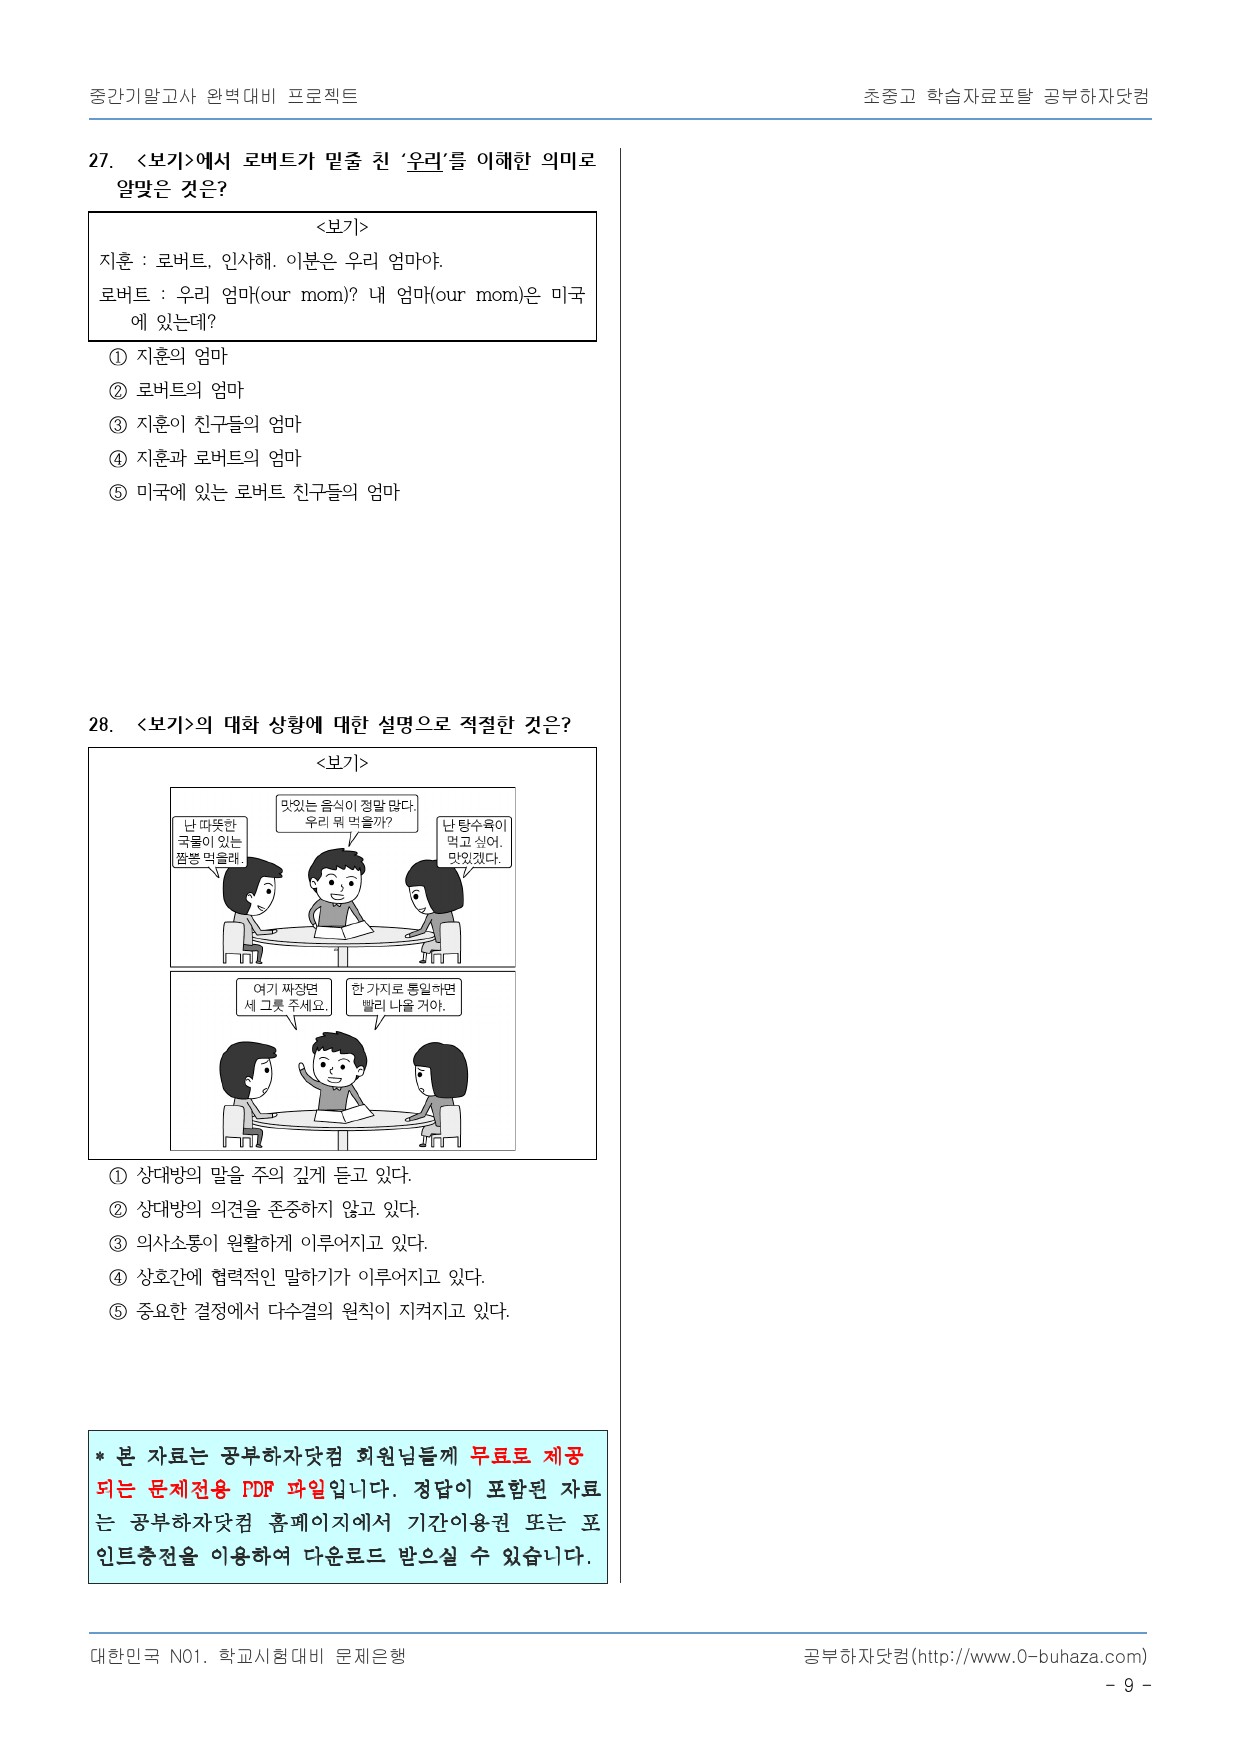 중간기말고사 완벽대비 프로젝트
초중고 학습자료포탈 공부하자닷컴
27. <보기>에서 로버트가 밑줄 친 ‘우리’를 이해한 의미로
알맞은 것은?
<보기>
지훈 : 로버트, 인사해. 이분은 우리 엄마야.
로버트 : 우리 엄마(our mom)? 내 엄마(our mom)은 미국
에 있는데?
① 지훈의 엄마
② 로버트의 엄마
③ 지훈이 친구들의 엄마
④ 지훈과 로버트의 엄마
⑤ 미국에 있는 로버트 친구들의 엄마
28. <보기>의 대화 상황에 대한 설명으로 적절한 것은?
<보기>
맛있는 음식이 정말 많다.
우리 뭐 먹을까?
난 따뜻한
국물이 있는
짬뽕 먹을래.
난 탕수육이
먹고 싶어.
맛있겠다.
여기 짜장면
세 그릇 주세요.
한 가지로 통일하면
빨리 나올 거야.
① 상대방의 말을 주의 깊게 듣고 있다.
② 상대방의 의견을 존중하지 않고 있다.
③ 의사소통이 원활하게 이루어지고 있다.
④ 상호간에 협력적인 말하기가 이루어지고 있다.
⑤ 중요한 결정에서 다수결의 원칙이 지켜지고 있다.
* 본 자료는 공부하자닷컴 회원님들께 무료로 제공
되는 문제전용 PDF 파일입니다. 정답이 포함된 자료
는 공부하자닷컴 홈페이지에서 기간이용권 또는 포
인트충전을 이용하여 다운로드 받으실 수 있습니다.
대한민국 N01. 학교시험대비 문제은행
공부하자닷컴(http://www.0-buhaza.com)
- 9 -